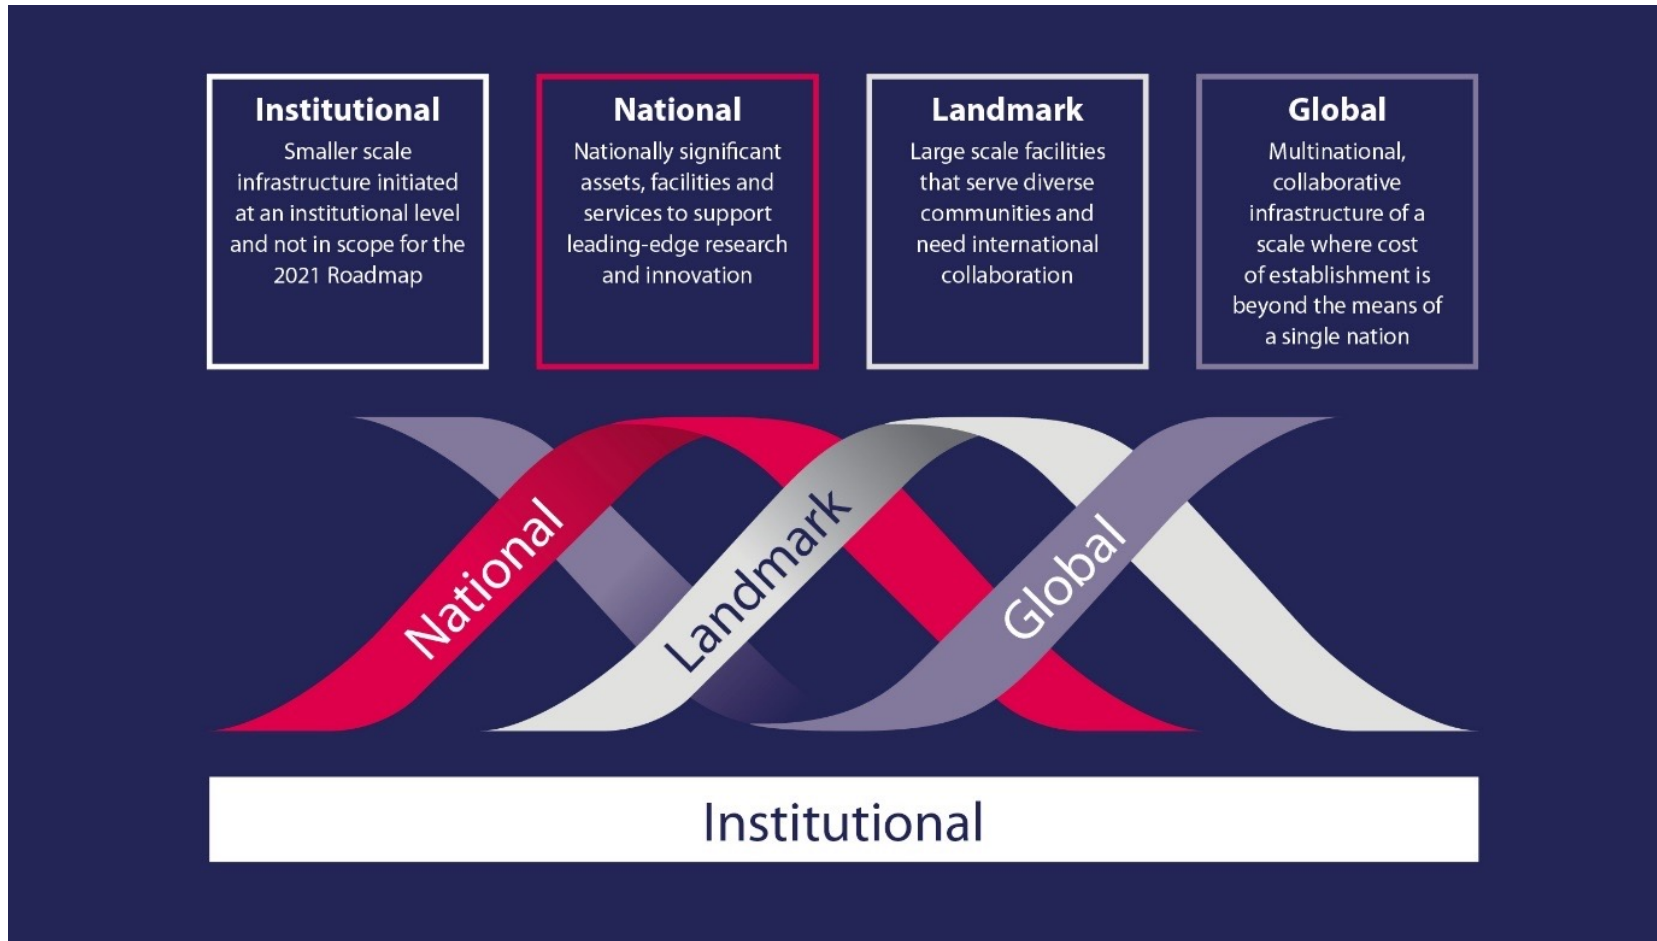 Institutional
Smaller scale
infrastructure initiated
at an institutional level
and not in scope for the
2021 Roadmap
National
Nationally significant
assets, facilities and
services to support
leading-edge research
and innovation
Landmark
Large scale facilities
that serve diverse
communities and
need international
collaboration
Global
Multinational,
collaborative
infrastructure of a
scale where cost
of establishment is
beyond the means of
a single nation
National
Landmark
Global
Institutional